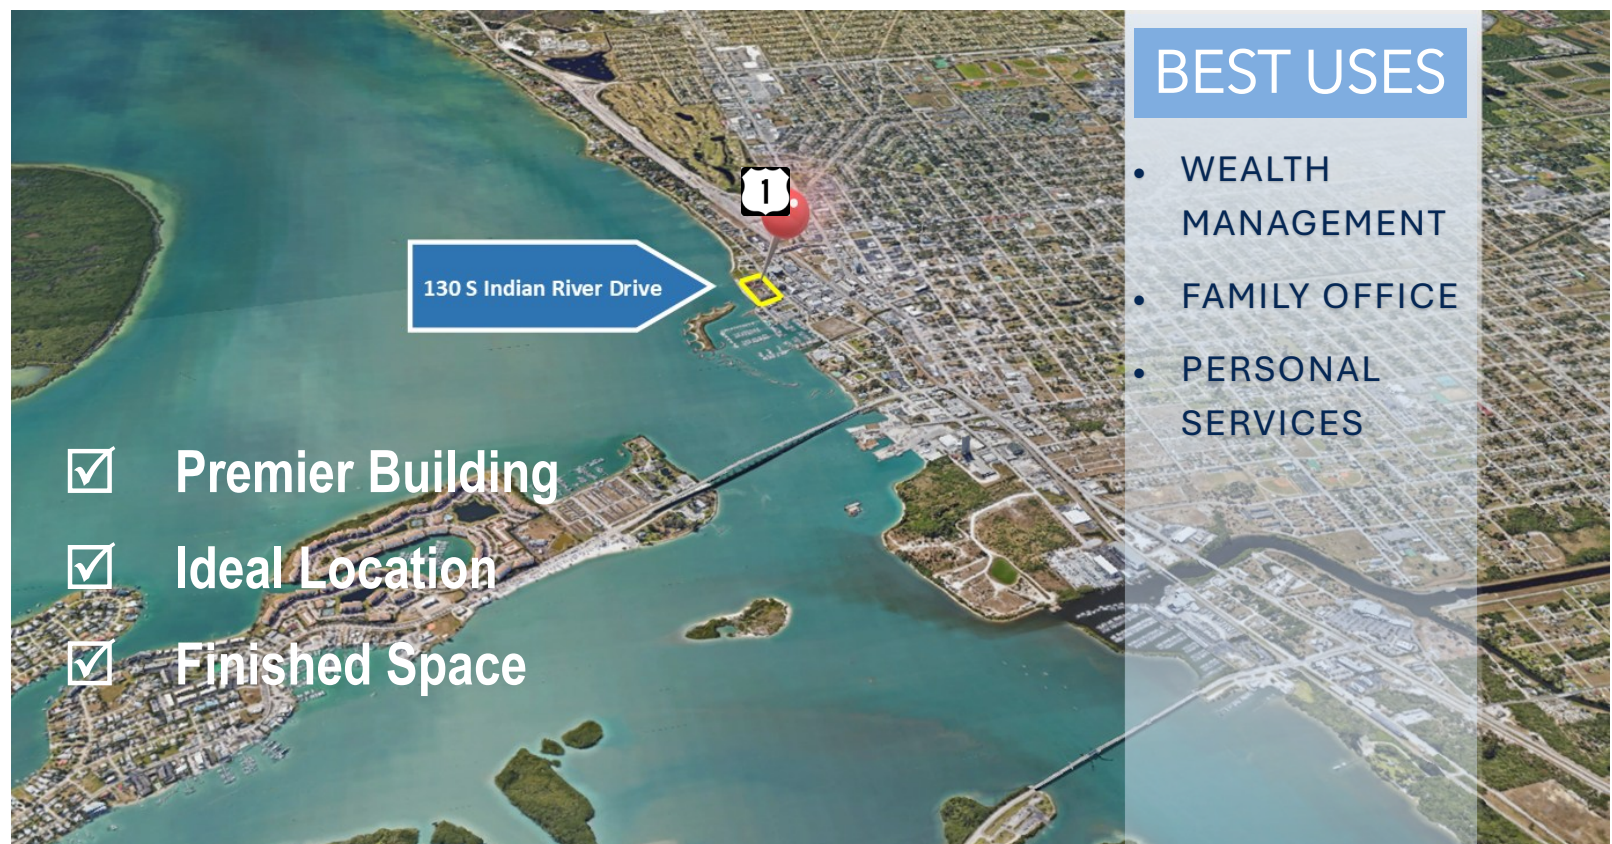 BEST USES
• WEALTH
MANAGEMENT
• FAMILY OFFICE
• PERSONAL
SERVICES
1
130 S Indian River Drive
☑ Premier Building
☑ Ideal Location
☑ Finished Space